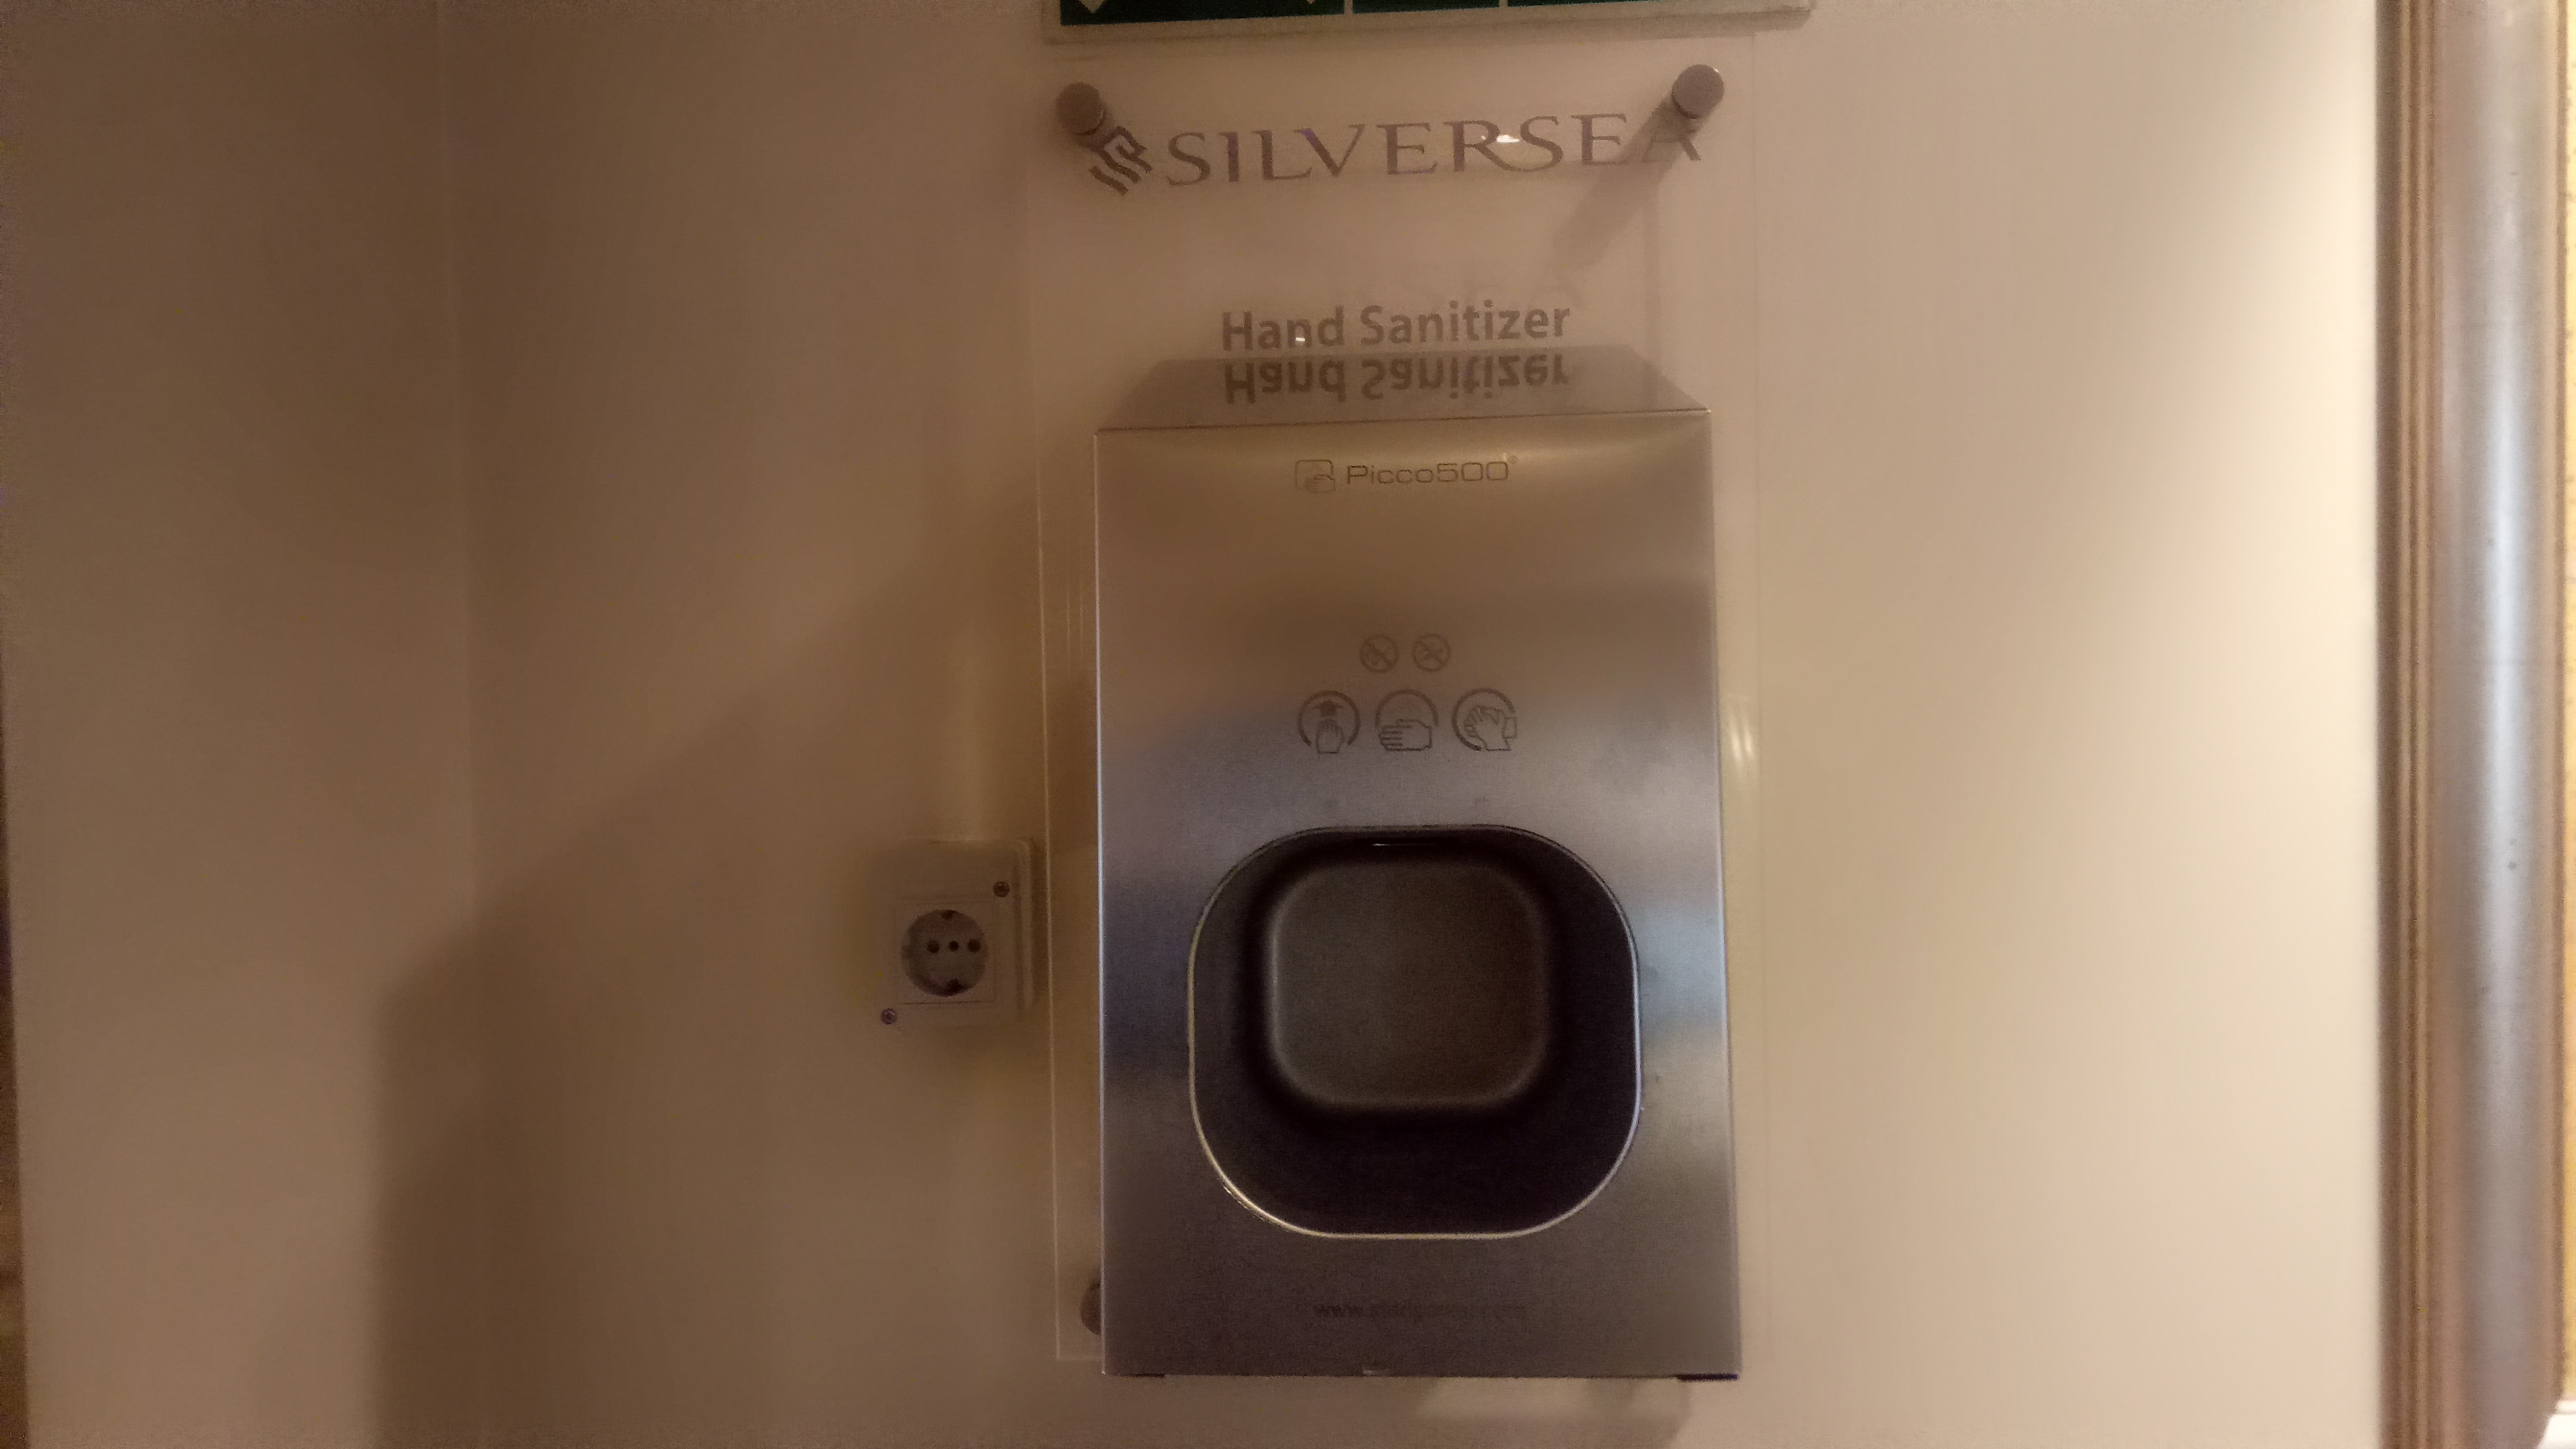 SILVERSEA
Hand Sanitizer
Picco500®